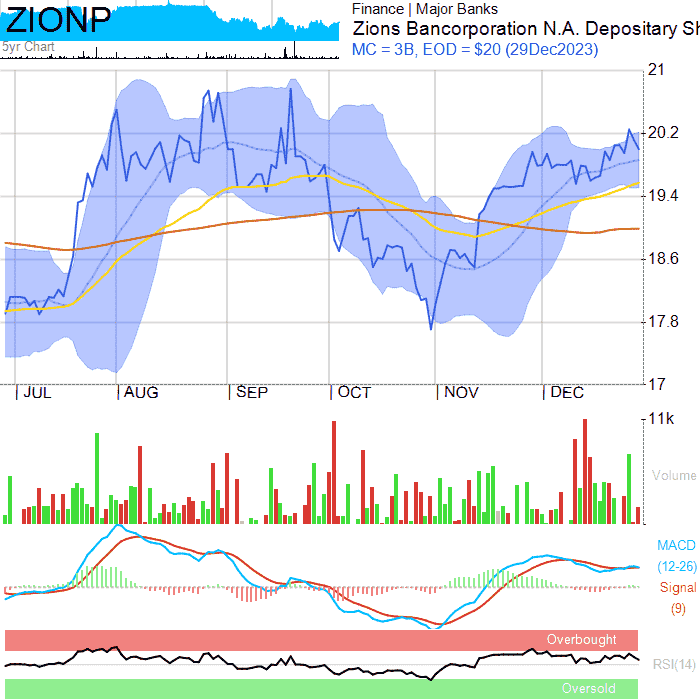 ZIONP
5yr Chart
Finance | Major Banks
Zions Bancorporation N.A. Depositary Sh
MC = 3B, EOD = $20 (29Dec2023)
21
20.2
19.4
18.6
17.8
17
JUL AUG SEP OCT NOV DEC
11k
Volume
MACD
(12-26)
Signal
(9)
Overbought
RSI(14)
Oversold